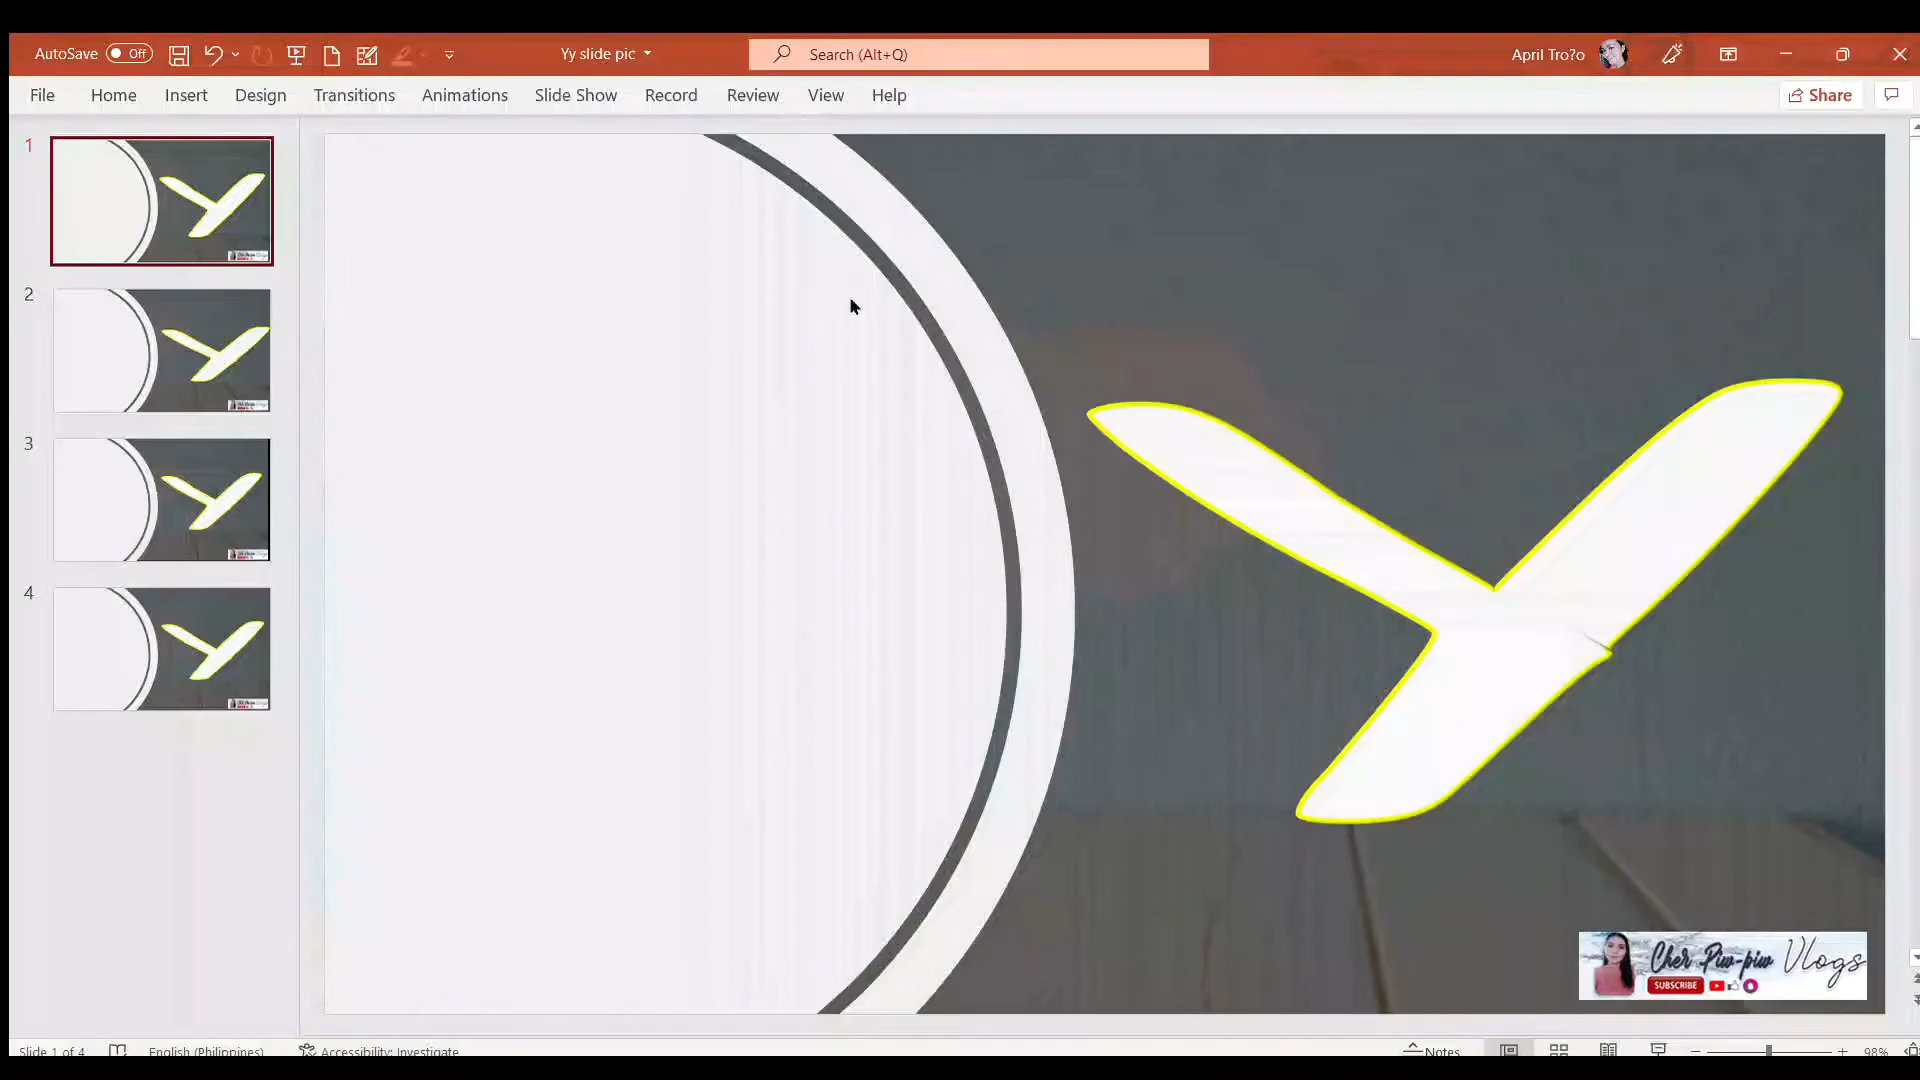 AutoSave Off Yy slide pic Search (Alt+Q) April Tro?o
File Home Insert Design Transitions Animations Slide Show Record Review View Help Share
1
2
3
4
Cher Piw-piw Vlogs
SUBSCRIBE
Slide 1 of 4 English (Philippines) Accessibility: Investigate Notes 98%